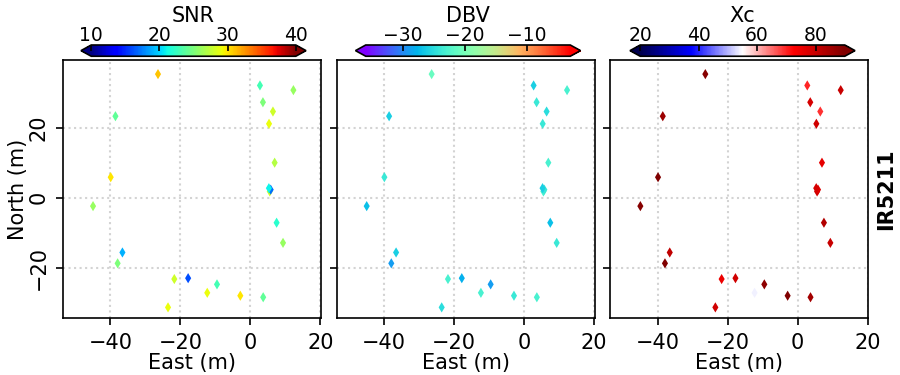 SNR DBV Xc
10 20 30 40 −30 −20 −10 20 40 60 80
North (m)
20
0
−20
−40 −20 0 20 −40 −20 0 20 −40 −20 0 20
East (m) East (m) East (m)
IR5211